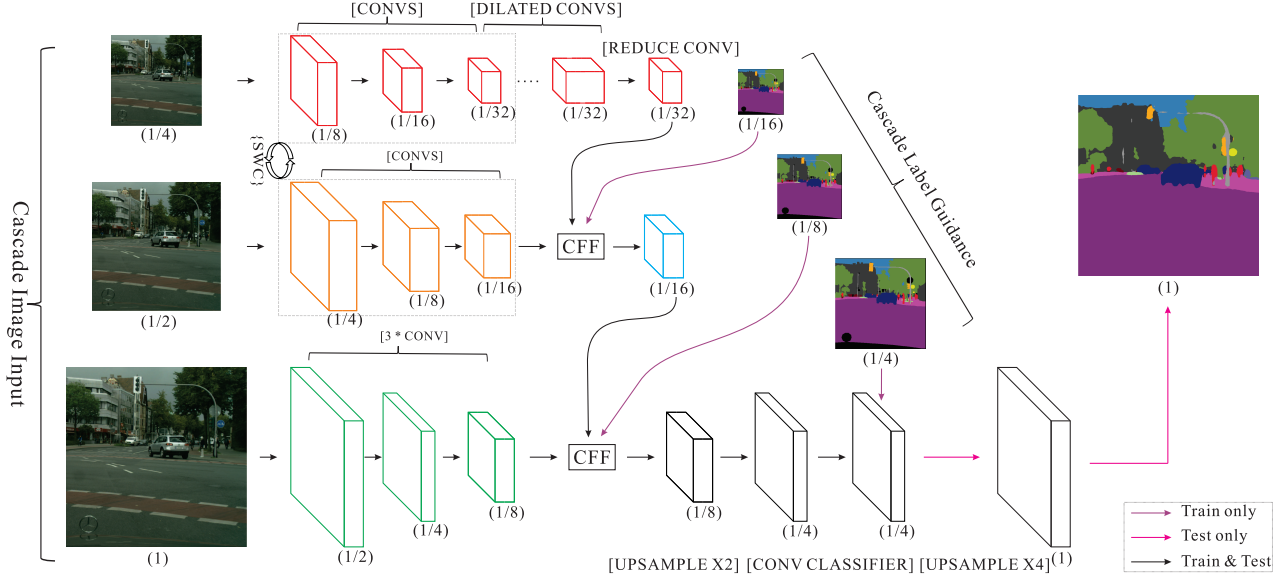 [CONVS]
[DILATED CONVS]
[REDUCE CONV]
(1/4)
(1/8)
(1/16)
(1/32)
(1/32)
(1/32)
(1/16)
Cascade Label Guidance
{SWC}
[CONVS]
Cascade Image Input
(1/2)
(1/4)
(1/8)
(1/16)
CFF
(1/16)
(1/8)
(1)
[3 * CONV]
(1/4)
(1)
(1/2)
(1/4)
(1/8)
CFF
(1/8)
(1/4)
(1/4)
(1)
[UPSAMPLE X2]
[CONV CLASSIFIER]
[UPSAMPLE X4]
Train only
Test only
Train & Test